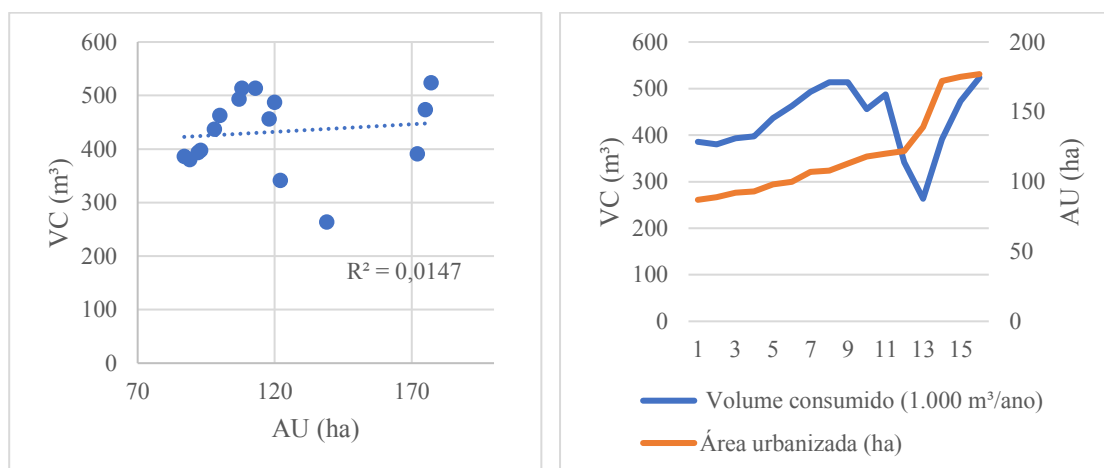 600
500
400
300
200
100
0
VC (m³)
R² = 0,0147
70
120
170
AU (ha)
600
500
400
300
200
100
0
VC (m³)
200
150
100
50
0
AU (ha)
1 3 5 7 9 11 13 15
Volume consumido (1.000 m³/ano)
Área urbanizada (ha)